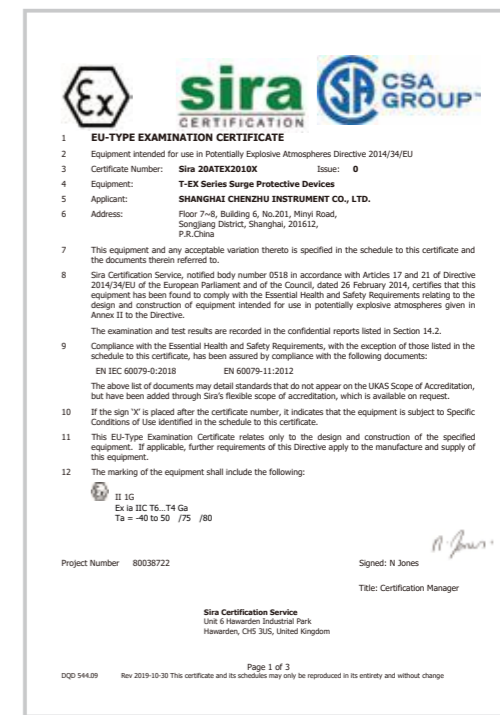 Ex
sira
CERTIFICATION
SA
CSA
GROUP™
1 EU-TYPE EXAMINATION CERTIFICATE
2 Equipment intended for use in Potentially Explosive Atmospheres Directive 2014/34/EU
3 Certificate Number: Sira 20ATEX2010X Issue: 0
4 Equipment: T-EX Series Surge Protective Devices
5 Applicant: SHANGHAI CHENZHU INSTRUMENT CO., LTD.
6 Address: Floor 7~8, Building 6, No.201, Minyi Road,
Songjiang District, Shanghai, 201612,
P.R.China
7 This equipment and any acceptable variation thereto is specified in the schedule to this certificate and
the documents therein referred to.
8 Sira Certification Service, notified body number 0518 in accordance with Articles 17 and 21 of Directive
2014/34/EU of the European Parliament and of the Council, dated 26 February 2014, certifies that this
equipment has been found to comply with the Essential Health and Safety Requirements relating to the
design and construction of equipment intended for use in potentially explosive atmospheres given in
Annex II to the Directive.
The examination and test results are recorded in the confidential reports listed in Section 14.2.
9 Compliance with the Essential Health and Safety Requirements, with the exception of those listed in the
schedule to this certificate, has been assured by compliance with the following documents:
EN IEC 60079-0:2018 EN 60079-11:2012
The above list of documents may detail standards that do not appear on the UKAS Scope of Accreditation,
but have been added through Sira's flexible scope of accreditation, which is available on request.
10 If the sign 'X' is placed after the certificate number, it indicates that the equipment is subject to Specific
Conditions of Use identified in the schedule to this certificate.
11 This EU-Type Examination Certificate relates only to the design and construction of the specified
equipment. If applicable, further requirements of this Directive apply to the manufacture and supply of
this equipment.
12 The marking of the equipment shall include the following:
Ex II 1G
Ex ia IIC T6...T4 Ga
Ta = -40 to 50 /75 /80
N. Jones.
Project Number 80038722 Signed: N Jones
Title: Certification Manager
Sira Certification Service
Unit 6 Hawarden Industrial Park
Hawarden, CH5 3US, United Kingdom
Page 1 of 3
DQD 544.09 Rev 2019-10-30 This certificate and its schedules may only be reproduced in its entirety and without change